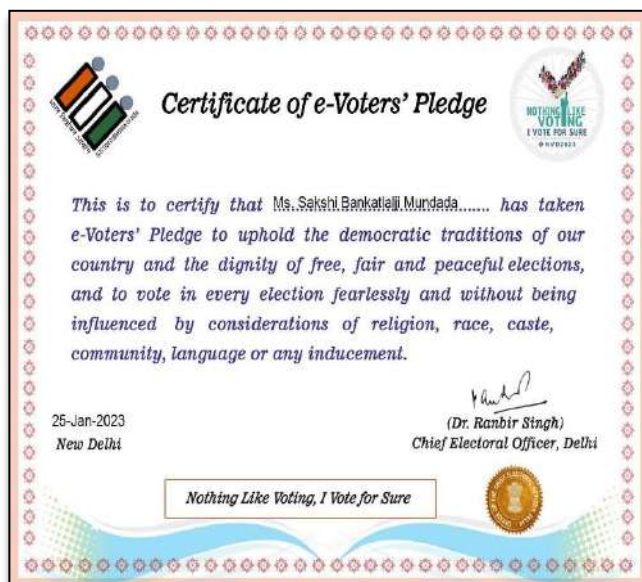 Certificate of e-Voters' Pledge
NOTHING LIKE
VOTING
I VOTE FOR SURE
This is to certify that Ms. Sakshi Bankatlalji Mundada....... has taken
e-Voters' Pledge to uphold the democratic traditions of our
country and the dignity of free, fair and peaceful elections,
and to vote in every election fearlessly and without being
influenced by considerations of religion, race, caste,
community, language or any inducement.
25-Jan-2023
New Delhi
(Dr. Ranbir Singh)
Chief Electoral Officer, Delhi
Nothing Like Voting, I Vote for Sure